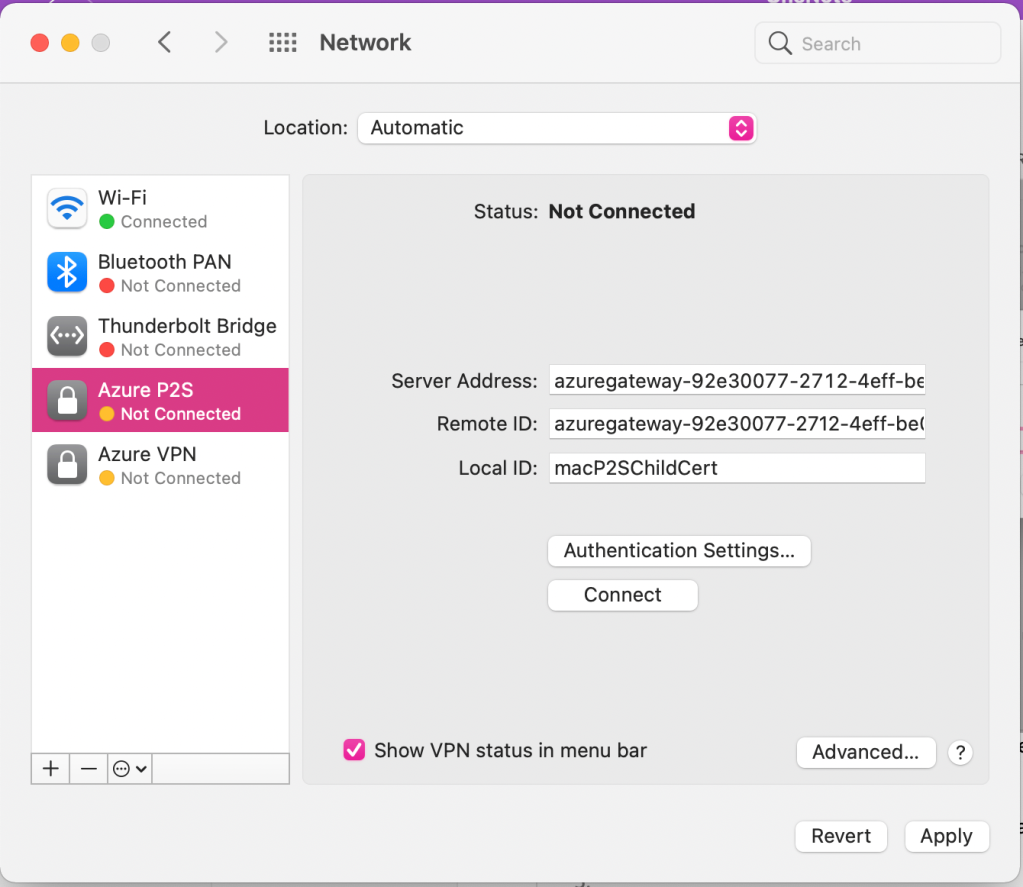 Network
Search
Location: Automatic
Wi-Fi
Connected
Bluetooth PAN
Not Connected
Thunderbolt Bridge
Not Connected
Azure P2S
Not Connected
Azure VPN
Not Connected
Status: Not Connected
Server Address: azuregateway-92e30077-2712-4eff-be
Remote ID: azuregateway-92e30077-2712-4eff-be0
Local ID: macP2SChildCert
Authentication Settings...
Connect
Show VPN status in menu bar
Advanced...
?
Revert
Apply